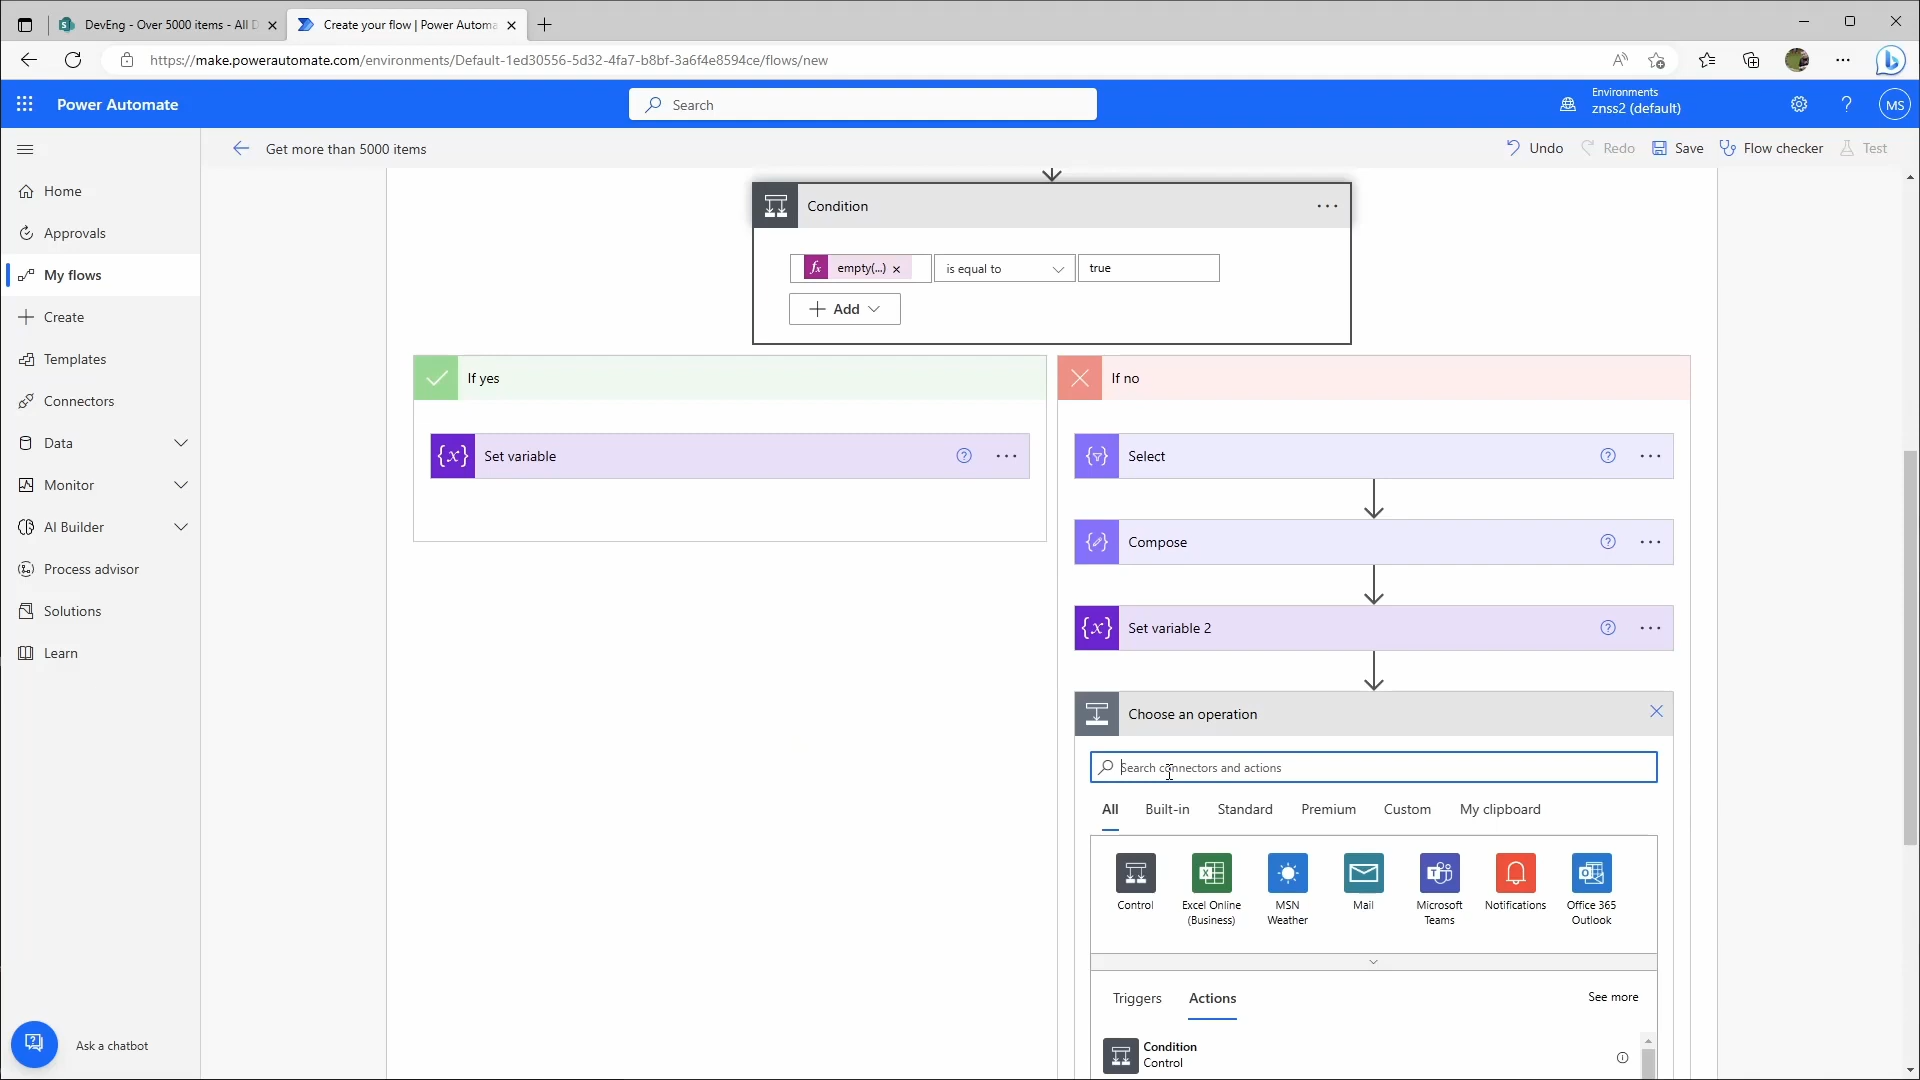 DevEng - Over 5000 items - All D
Create your flow | Power Automa
https://make.powerautomate.com/environments/Default-1ed30556-5d32-4fa7-b8bf-3a6f4e8594ce/flows/new
Power Automate
Search
Environments
znss2 (default)
MS
Get more than 5000 items
Undo
Redo
Save
Flow checker
Test
Home
Approvals
My flows
Create
Templates
Connectors
Data
Monitor
AI Builder
Process advisor
Solutions
Learn
Ask a chatbot
Condition
fx empty(...)
is equal to
true
Add
If yes
Set variable
If no
Select
Compose
Set variable 2
Choose an operation
Search connectors and actions
All
Built-in
Standard
Premium
Custom
My clipboard
Control
Excel Online
(Business)
MSN
Weather
Mail
Microsoft
Teams
Notifications
Office 365
Outlook
Triggers
Actions
See more
Condition
Control